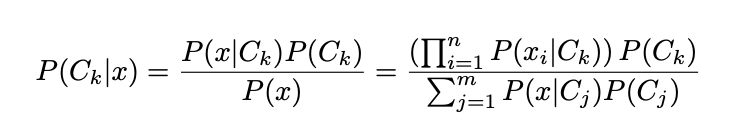 P(C_k|x) = \frac{P(x|C_k)P(C_k)}{P(x)} = \frac{\left(\prod_{i=1}^{n} P(x_i|C_k)\right) P(C_k)}{\sum_{j=1}^{m} P(x|C_j)P(C_j)}